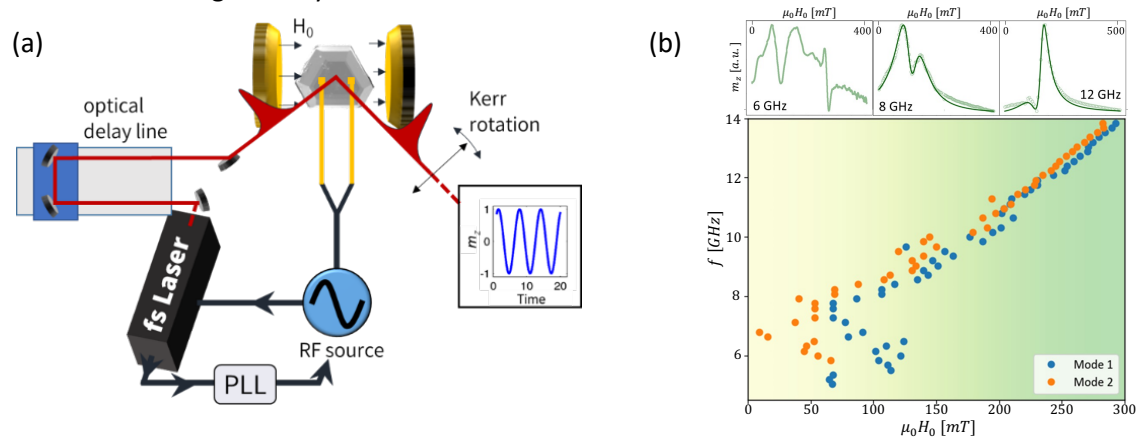 (a)
H₀
optical
delay line
Kerr
rotation
fs Laser
m_z
1
0
-1
0 10 20
Time
RF source
PLL
(b)
μ₀H₀ [mT] μ₀H₀ [mT] μ₀H₀ [mT]
0 400 0 400 0 500
m_z [a.u.]
6 GHz 8 GHz 12 GHz
14
12
10
8
6
f [GHz]
Mode 1
Mode 2
0 50 100 150 200 250 300
μ₀H₀ [mT]